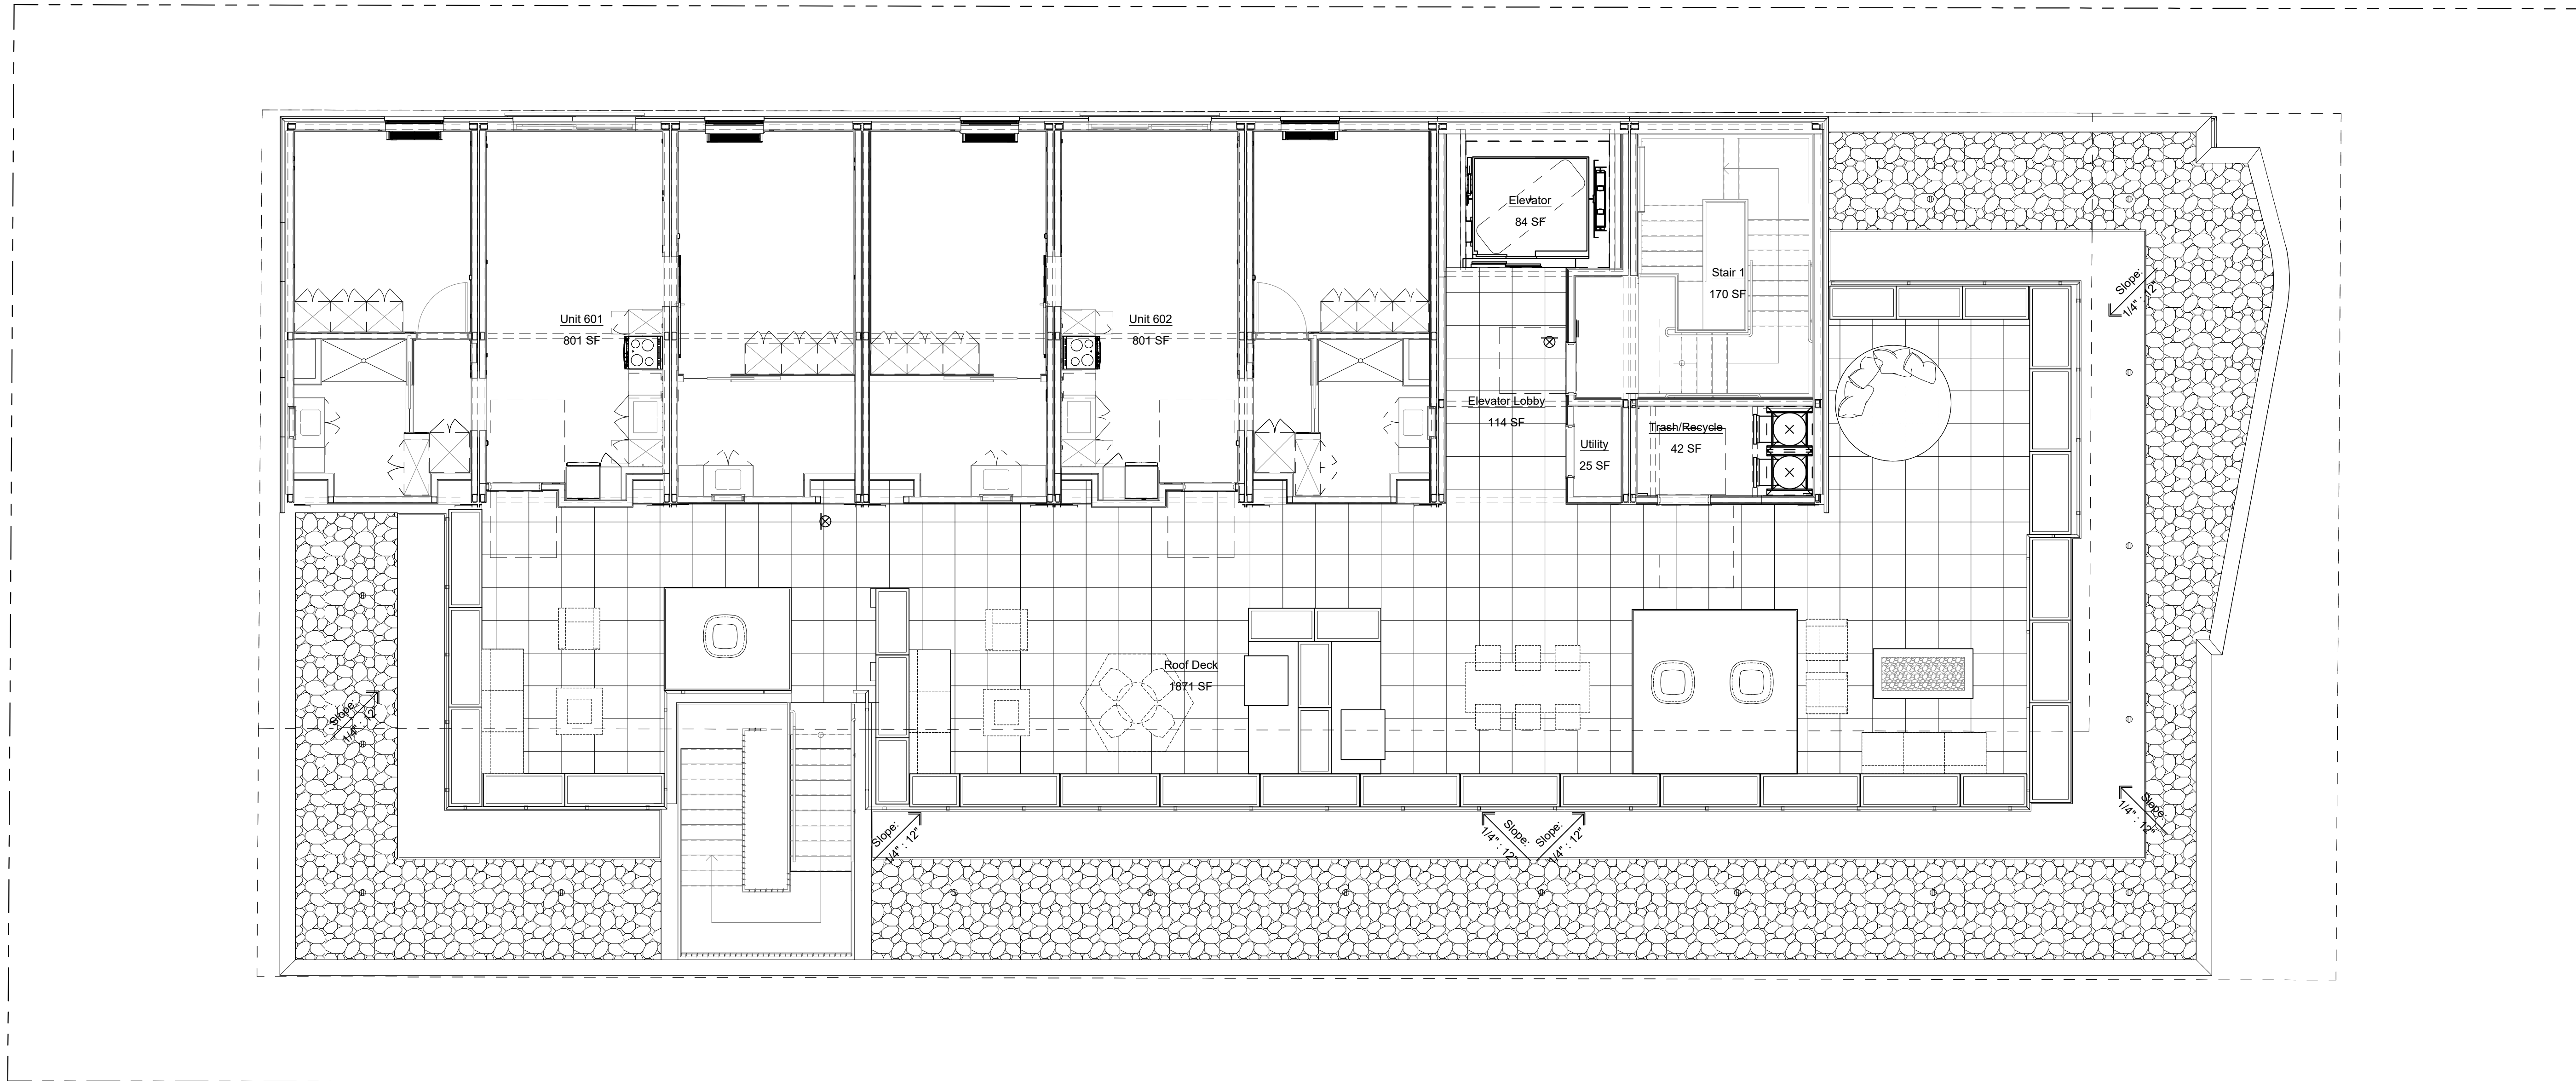 Elevator
84 SF
Stair 1
170 SF
Slope:
1/4" : 12"
Unit 601
801 SF
Unit 602
801 SF
Elevator Lobby
114 SF
Utility
25 SF
Trash/Recycle
42 SF
Roof Deck
1871 SF
Slope:
1/4" : 12"
Slope:
1/4" : 12"
Slope:
1/4" : 12"
Slope:
1/4" : 12"
Slope:
1/4" : 12"